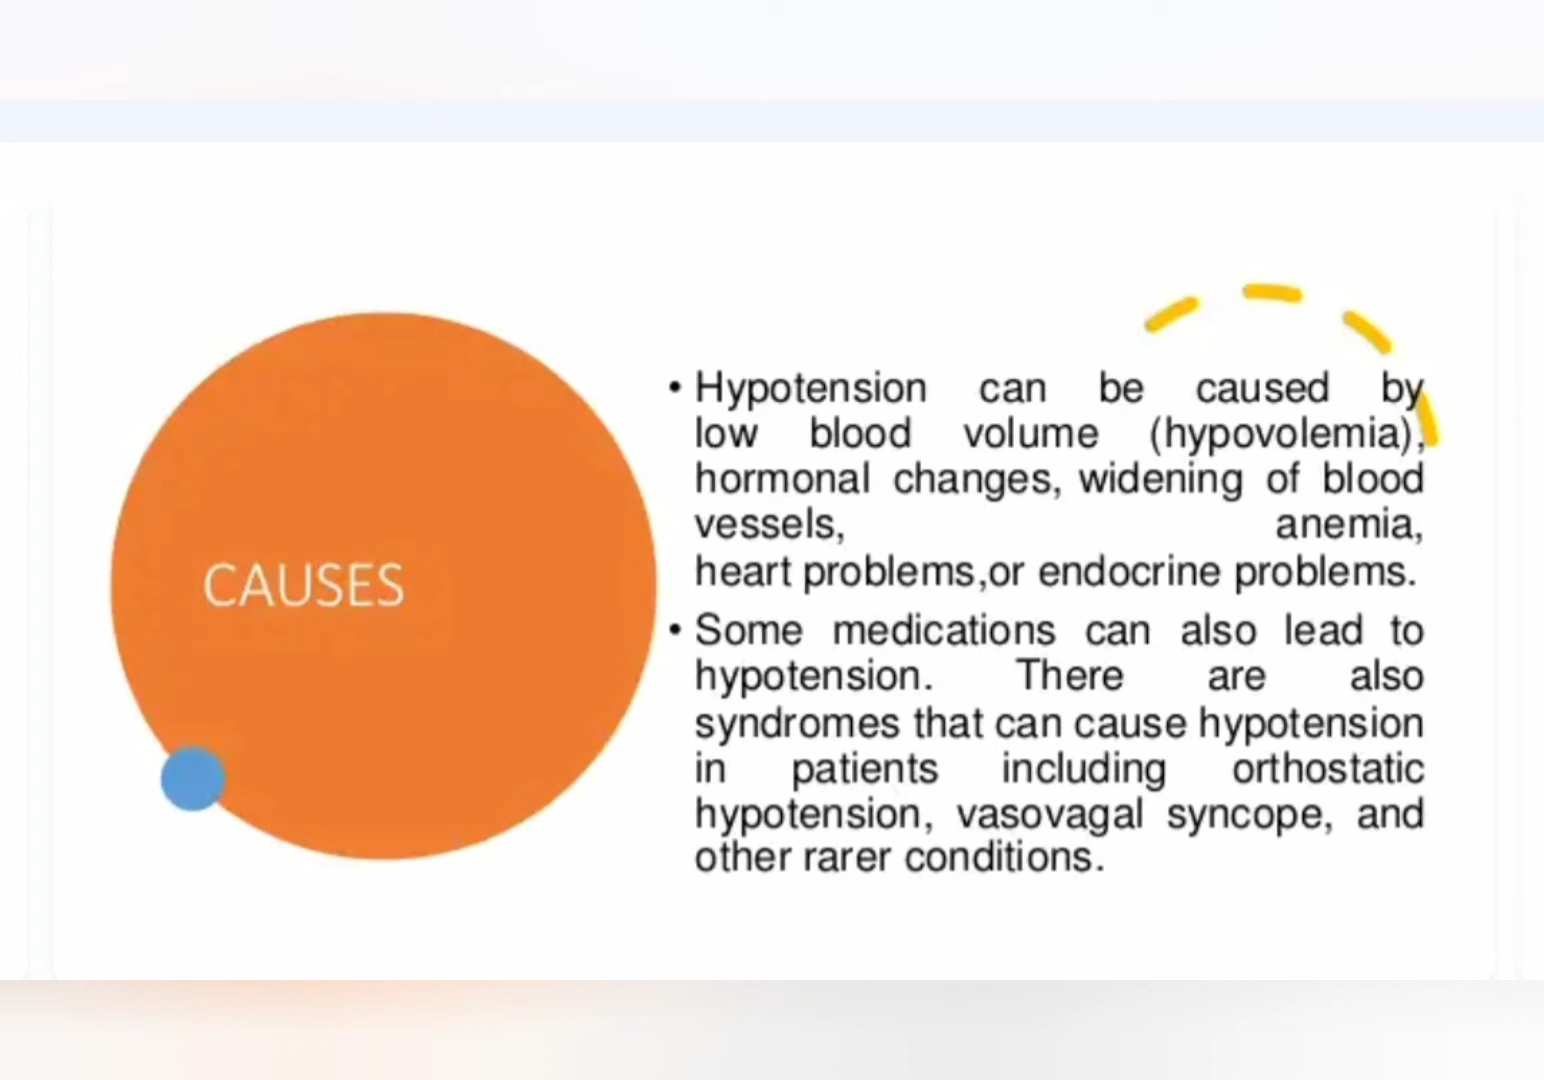 CAUSES
• Hypotension can be caused by
low blood volume (hypovolemia),
hormonal changes, widening of blood
vessels, anemia,
heart problems,or endocrine problems.
• Some medications can also lead to
hypotension. There are also
syndromes that can cause hypotension
in patients including orthostatic
hypotension, vasovagal syncope, and
other rarer conditions.